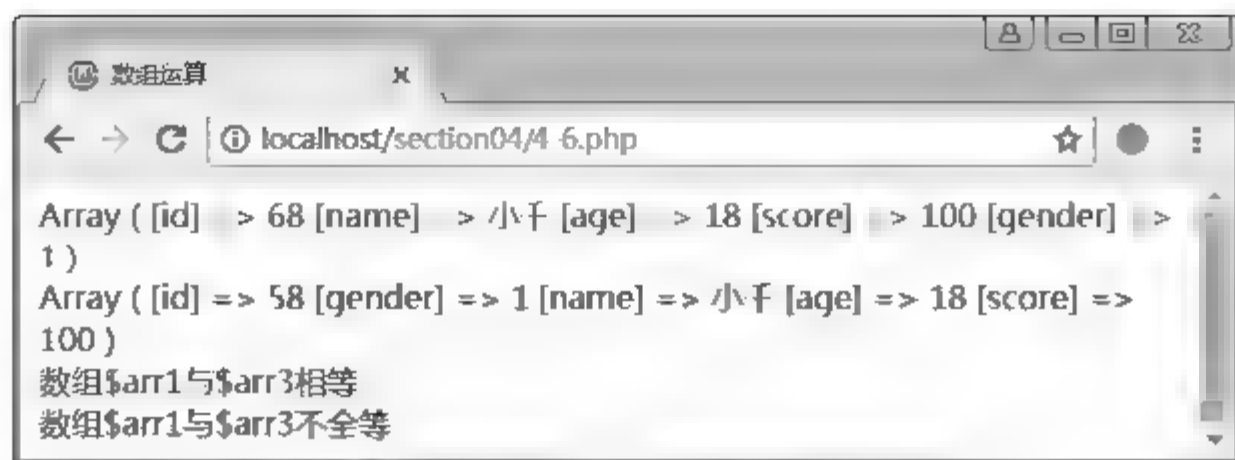 数组运算
localhost/section04/4 6.php
Array ( [id] > 68 [name] > 小千 [age] > 18 [score] > 100 [gender] >
1 )
Array ( [id] => 58 [gender] => 1 [name] => 小千 [age] => 18 [score] =>
100 )
数组$arr1与$arr3相等
数组$arr1与$arr3不全等